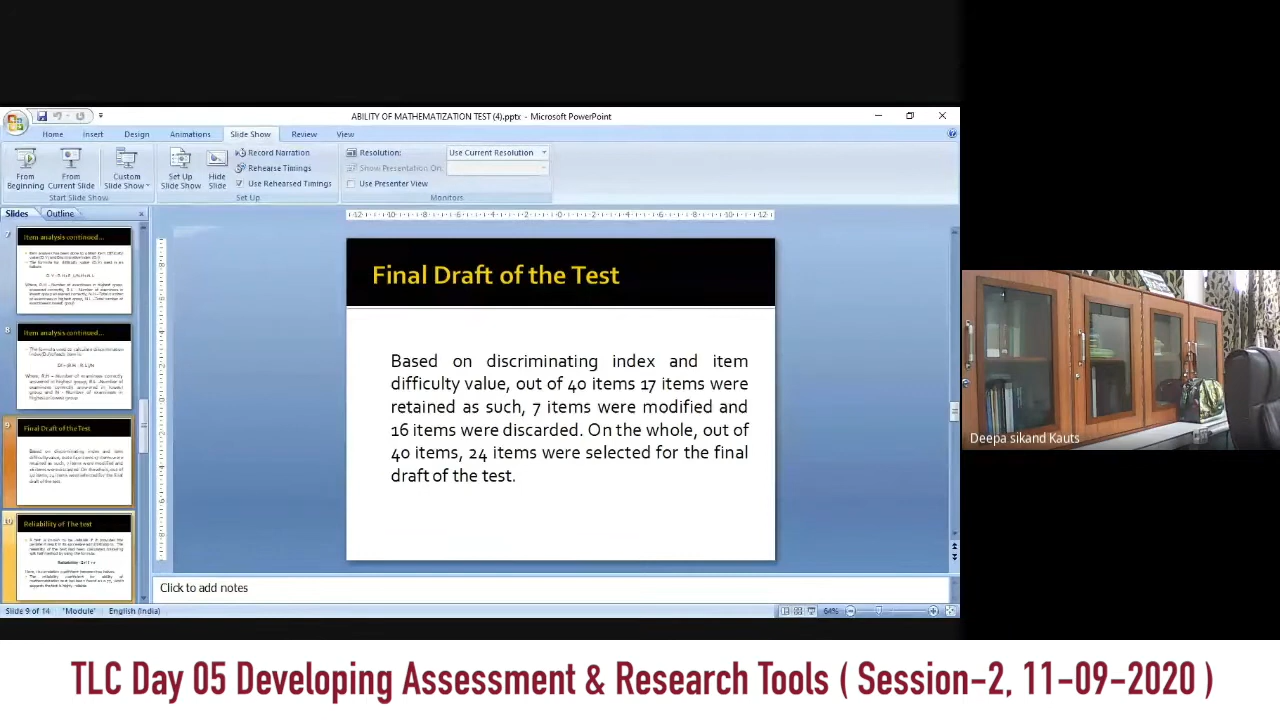 ABILITY OF MATHEMATIZATION TEST (4).pptx - Microsoft PowerPoint
Home Insert Design Animations Slide Show Review View
From Beginning
From Current Slide
Custom Slide Show
Start Slide Show
Set Up Slide Show
Hide Slide
Record Narration
Rehearse Timings
Use Rehearsed Timings
Set Up
Resolution: Use Current Resolution
Show Presentation On:
Use Presenter View
Monitors
Slides Outline
7
Item analysis continued...
8
Item analysis continued...
9
Final Draft of the Test
10
Reliability of The test
Final Draft of the Test
Based on discriminating index and item
difficulty value, out of 40 items 17 items were
retained as such, 7 items were modified and
16 items were discarded. On the whole, out of
40 items, 24 items were selected for the final
draft of the test.
Click to add notes
Slide 9 of 14 "Module" English (India) 64%
Deepa sikand Kauts
TLC Day 05 Developing Assessment & Research Tools ( Session-2, 11-09-2020 )